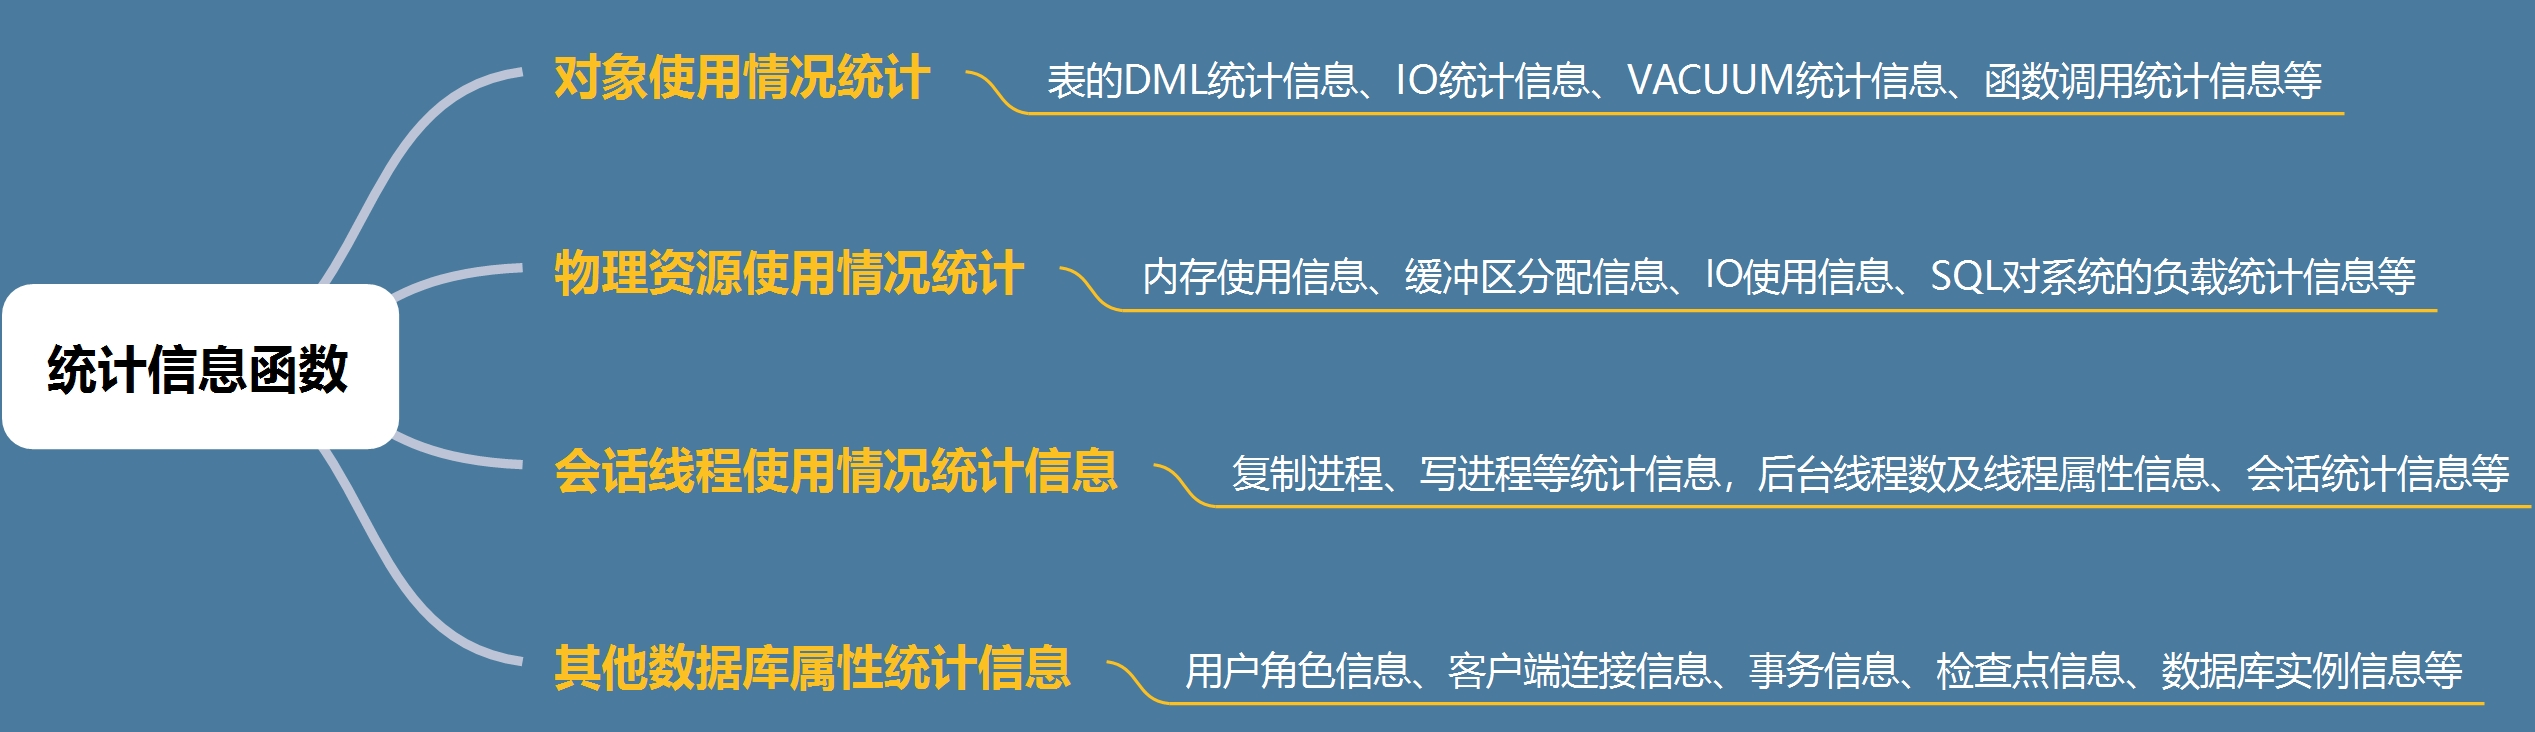 对象使用情况统计
表的DML统计信息、IO统计信息、VACUUM统计信息、函数调用统计信息等
物理资源使用情况统计
内存使用信息、缓冲区分配信息、IO使用信息、SQL对系统的负载统计信息等
统计信息函数
会话线程使用情况统计信息
复制进程、写进程等统计信息，后台线程数及线程属性信息、会话统计信息等
其他数据库属性统计信息
用户角色信息、客户端连接信息、事务信息、检查点信息、数据库实例信息等